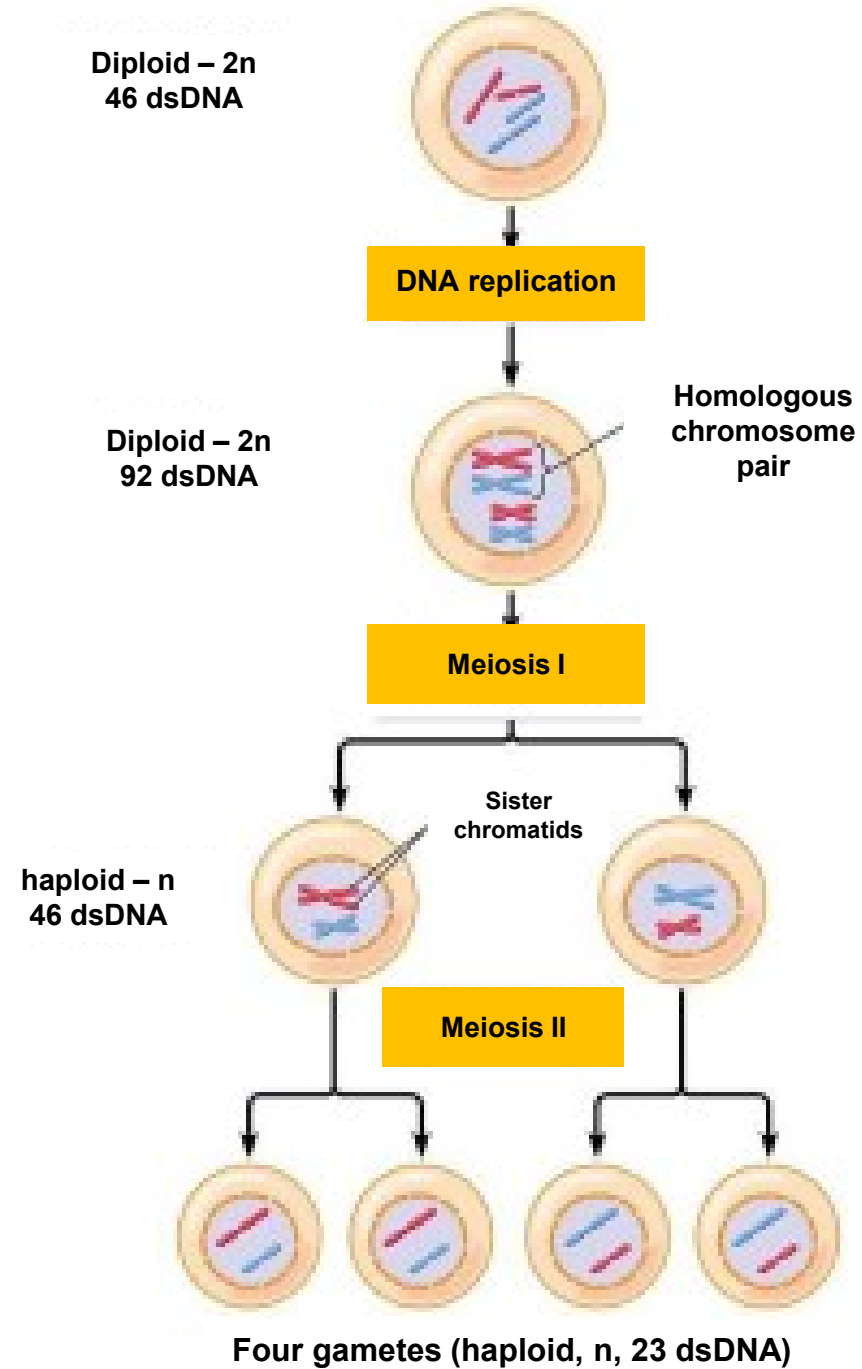 Diploid – 2n
46 dsDNA
DNA replication
Homologous
chromosome
pair
Diploid – 2n
92 dsDNA
Meiosis I
Sister
chromatids
haploid – n
46 dsDNA
Meiosis II
Four gametes (haploid, n, 23 dsDNA)